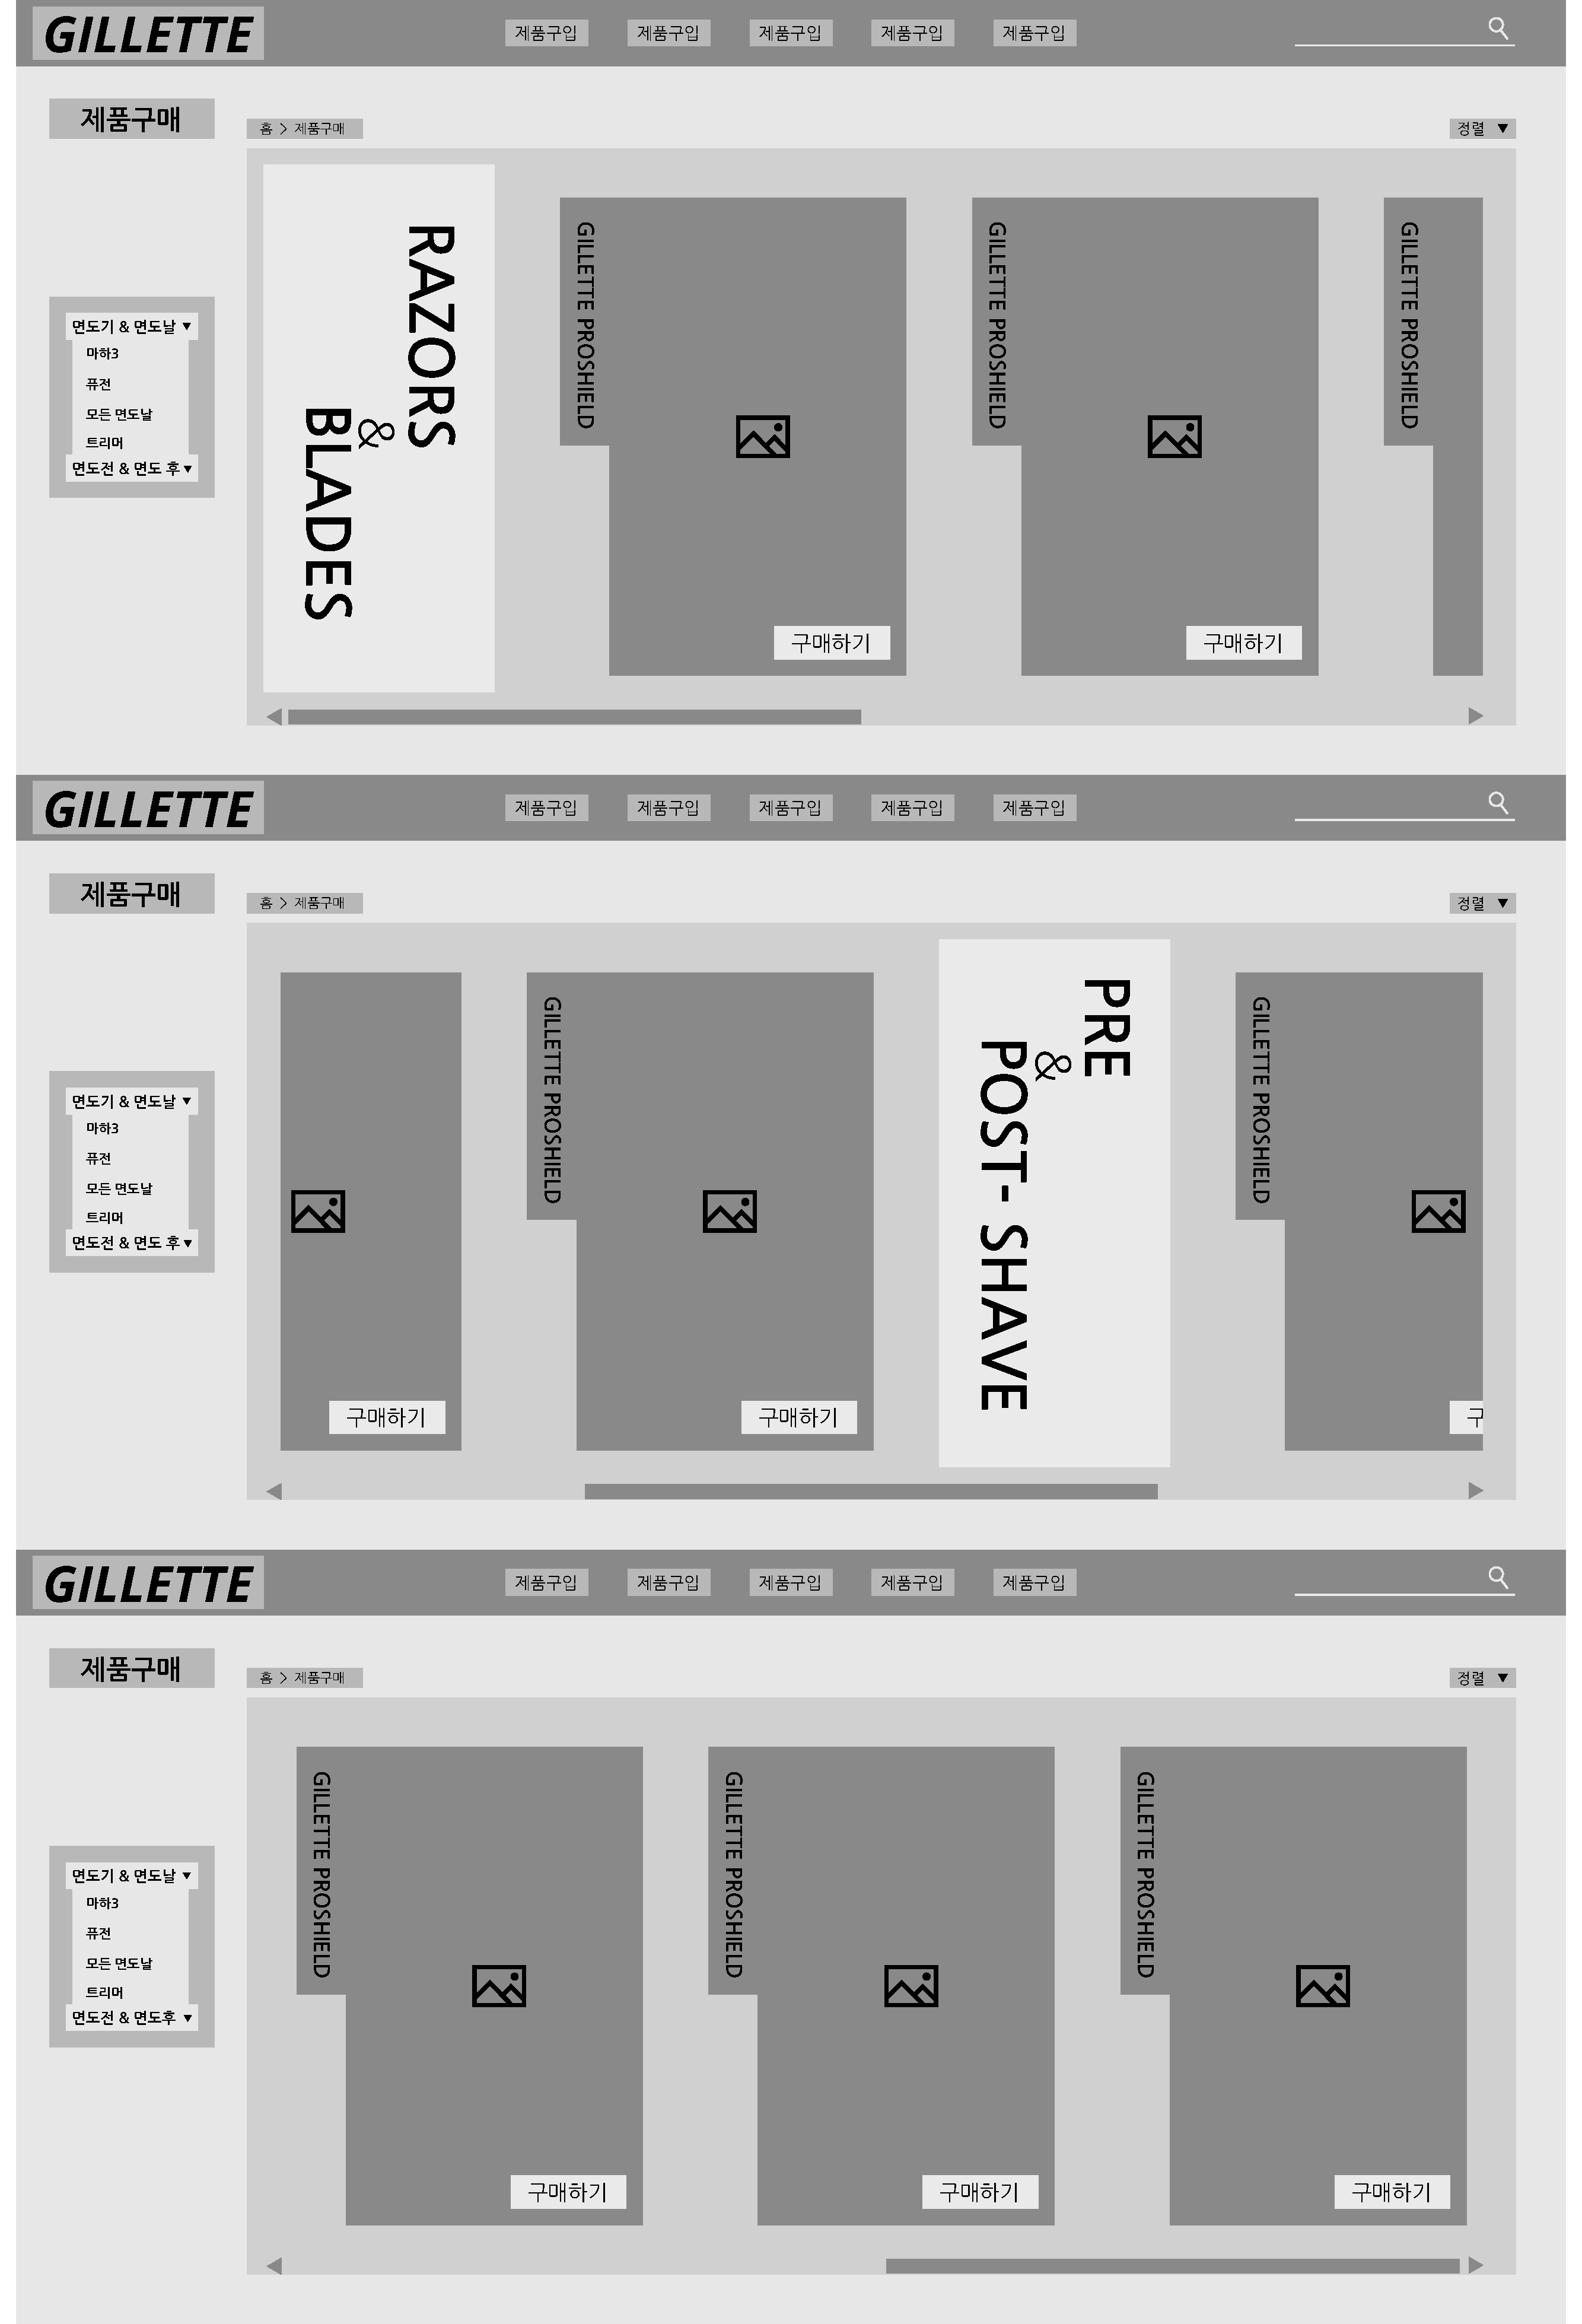 GILLETTE
제품구입 제품구입 제품구입 제품구입 제품구입
제품구매
홈 > 제품구매
정렬 ▼
면도기 & 면도날 ▼
마하3
퓨전
모든 면도날
트리머
면도전 & 면도 후 ▼
RAZORS
&
BLADES
GILLETTE PROSHIELD
구매하기
GILLETTE PROSHIELD
구매하기
GILLETTE PROSHIELD
GILLETTE
제품구입 제품구입 제품구입 제품구입 제품구입
제품구매
홈 > 제품구매
정렬 ▼
면도기 & 면도날 ▼
마하3
퓨전
모든 면도날
트리머
면도전 & 면도 후 ▼
구매하기
GILLETTE PROSHIELD
구매하기
PRE
&
POST- SHAVE
GILLETTE PROSHIELD
구
GILLETTE
제품구입 제품구입 제품구입 제품구입 제품구입
제품구매
홈 > 제품구매
정렬 ▼
면도기 & 면도날 ▼
마하3
퓨전
모든 면도날
트리머
면도전 & 면도후 ▼
GILLETTE PROSHIELD
구매하기
GILLETTE PROSHIELD
구매하기
GILLETTE PROSHIELD
구매하기